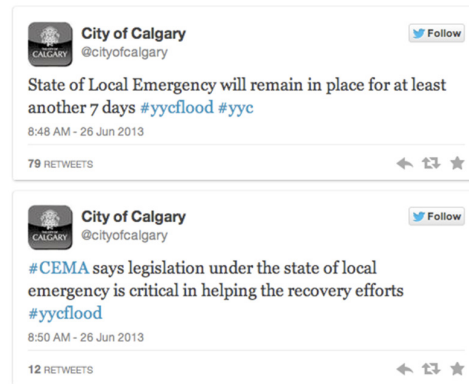 City of Calgary
Follow
@cityofcalgary
CALGARY
State of Local Emergency will remain in place for at least
another 7 days #yycflood #yyc
8:48 AM - 26 Jun 2013
79 RETWEETS
City of Calgary
Follow
@cityofcalgary
CALGARY
#CEMA says legislation under the state of local
emergency is critical in helping the recovery efforts
#yycflood
8:50 AM - 26 Jun 2013
12 RETWEETS